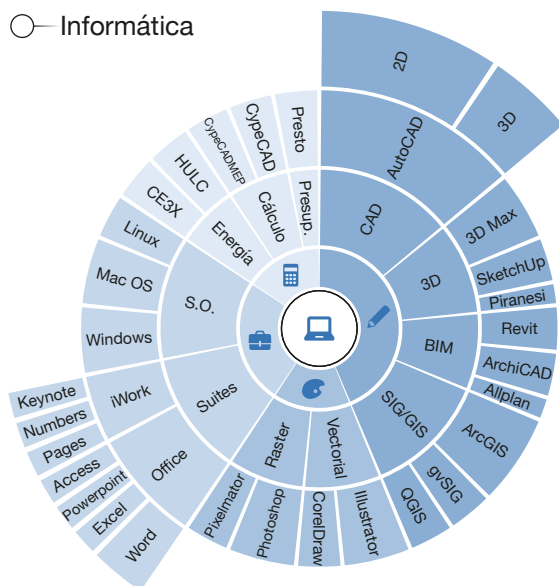 Informática
2D
3D
AutoCAD
CAD
3D
3D Max
SketchUp
Piranesi
BIM
Revit
ArchiCAD
Allplan
SIG/GIS
ArcGIS
gvSIG
QGIS
Vectorial
Illustrator
CorelDraw
Raster
Photoshop
Pixelmator
Suites
Office
Word
Excel
Powerpoint
Access
iWork
Pages
Numbers
Keynote
S.O.
Windows
Mac OS
Linux
Energía
CE3X
HULC
Cálculo
CypeCADMEP
CypeCAD
Presup.
Presto